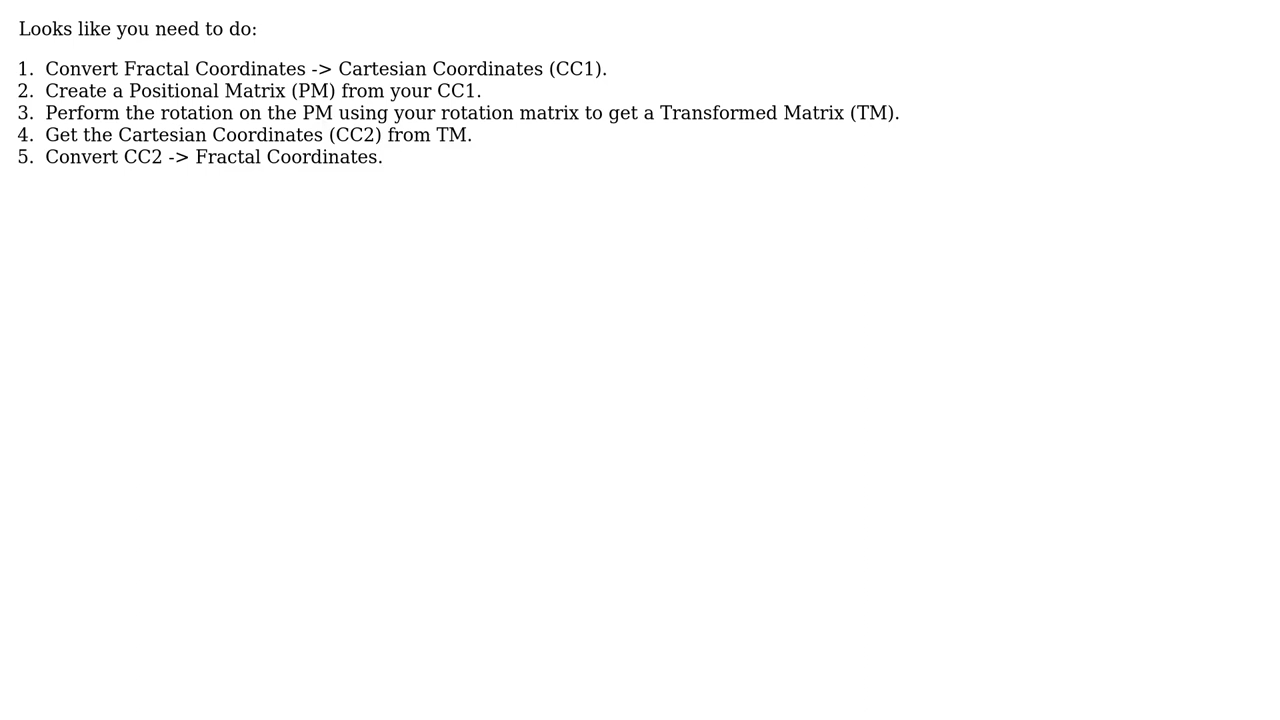 Looks like you need to do:
1. Convert Fractal Coordinates -> Cartesian Coordinates (CC1).
2. Create a Positional Matrix (PM) from your CC1.
3. Perform the rotation on the PM using your rotation matrix to get a Transformed Matrix (TM).
4. Get the Cartesian Coordinates (CC2) from TM.
5. Convert CC2 -> Fractal Coordinates.